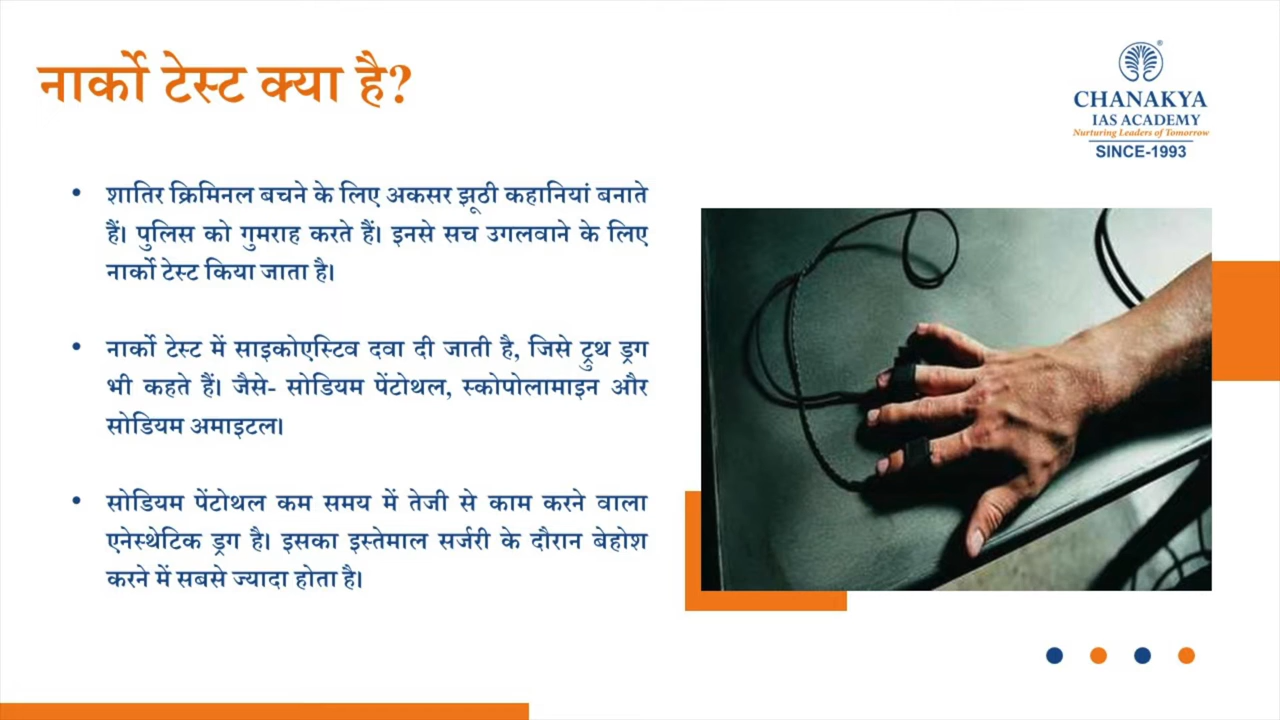 नार्को टेस्ट क्या है?
CHANAKYA
IAS ACADEMY
Nurturing Leaders of Tomorrow
SINCE-1993
• शातिर क्रिमिनल बचने के लिए अकसर झूठी कहानियां बनाते
हैं। पुलिस को गुमराह करते हैं। इनसे सच उगलवाने के लिए
नार्को टेस्ट किया जाता है।
• नार्को टेस्ट में साइकोएस्टिव दवा दी जाती है, जिसे ट्रुथ ड्रग
भी कहते हैं। जैसे- सोडियम पेंटोथल, स्कोपोलामाइन और
सोडियम अमाइटल।
• सोडियम पेंटोथल कम समय में तेजी से काम करने वाला
एनेस्थेटिक ड्रग है। इसका इस्तेमाल सर्जरी के दौरान बेहोश
करने में सबसे ज्यादा होता है।